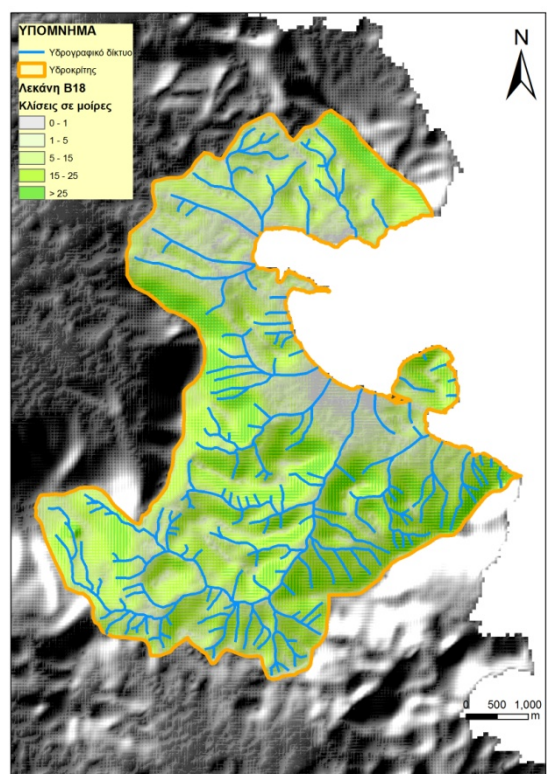 ΥΠΟΜΝΗΜΑ
Υδρογραφικό δίκτυο
Υδροκρίτης
Λεκάνη Β18
Κλίσεις σε μοίρες
0 - 1
1 - 5
5 - 15
15 - 25
> 25
N
0 500 1,000
m